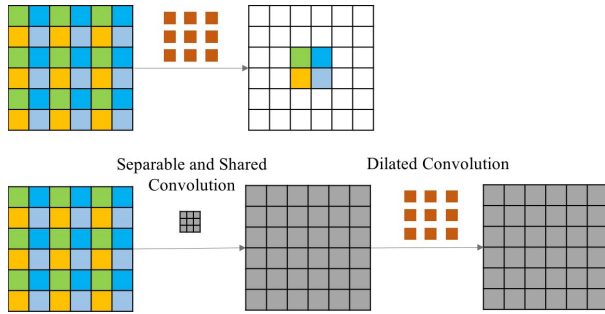 Separable and Shared
Convolution
Dilated Convolution